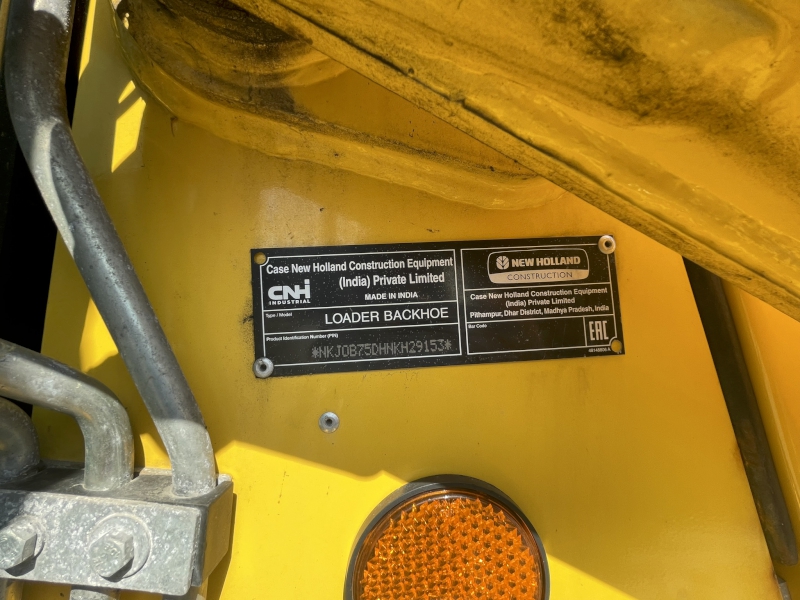 Case New Holland Construction Equipment
(India) Private Limited
CNH
INDUSTRIAL
MADE IN INDIA
Type / Model
LOADER BACKHOE
Product Identification Number (PIN)
*NKJ0B75DHNKH29153*
NEW HOLLAND
CONSTRUCTION
Case New Holland Construction Equipment
(India) Private Limited
Pithampur, Dhar District, Madhya Pradesh, India
Bar Code
EAC